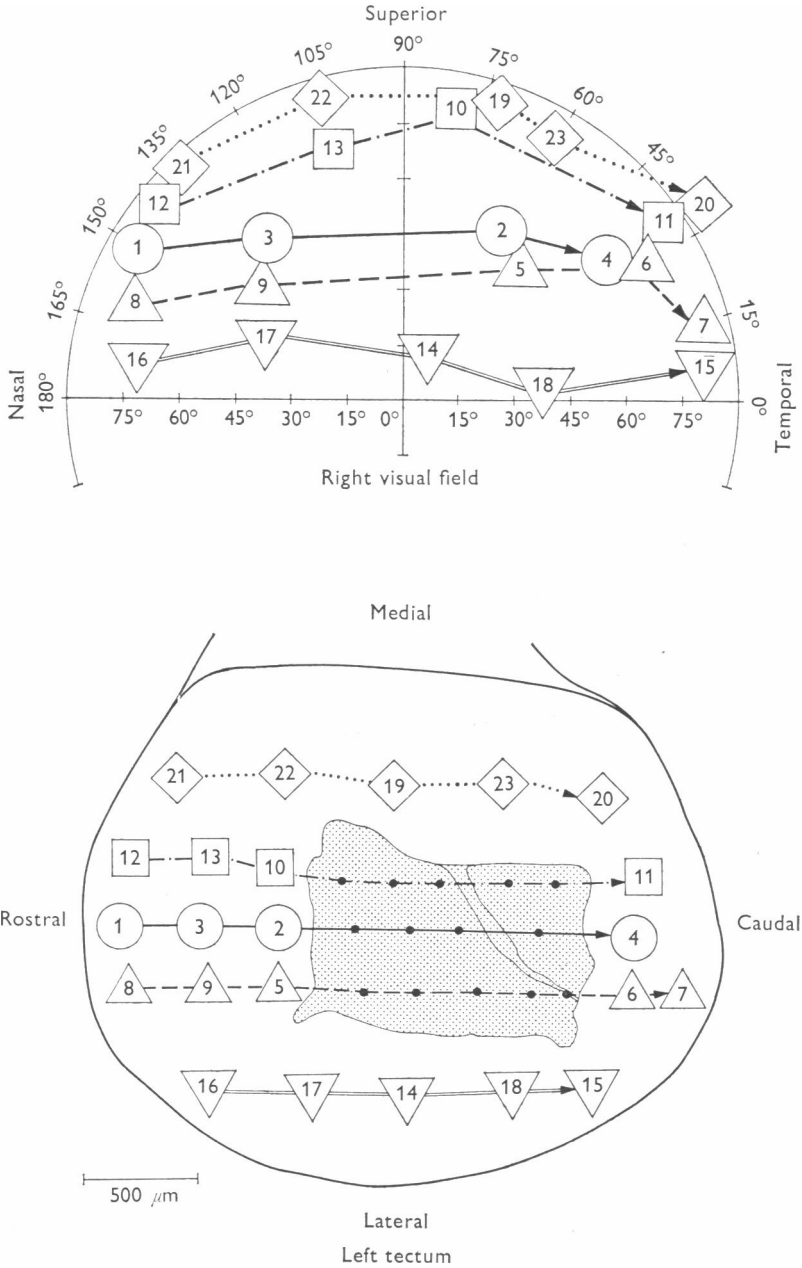 Superior
90°
105° 75°
120° 60°
135° 45°
150°
165° 15°
180° 0°
22 10 19
21 13 23
12 11 20
1 3 2 4 6
8 9 5 7
16 17 14 18 15
Nasal
Temporal
75° 60° 45° 30° 15° 0° 15° 30° 45° 60° 75°
Right visual field
Medial
21 22 19 23 20
12 13 10 11
Rostral 1 3 2 4 Caudal
8 9 5 6 7
16 17 14 18 15
500 μm
Lateral
Left tectum